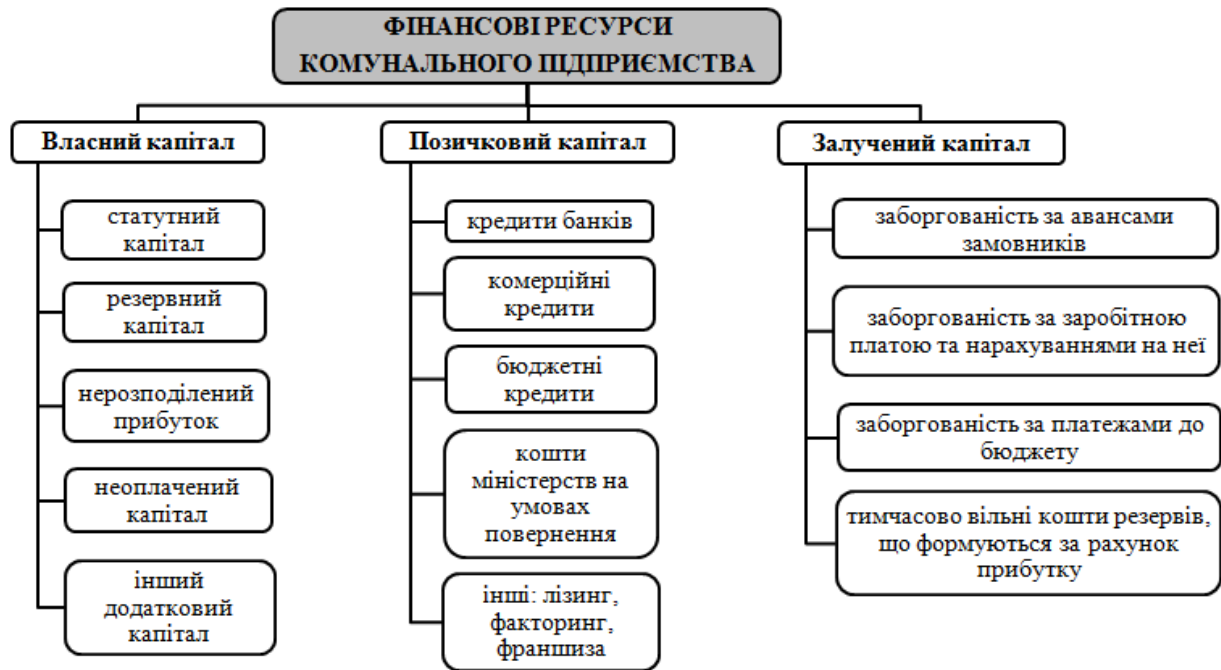 ФІНАНСОВІ РЕСУРСИ
КОМУНАЛЬНОГО ПІДПРИЄМСТВА
Власний капітал
статутний
капітал
резервний
капітал
нерозподілений
прибуток
неоплачений
капітал
інший
додатковий
капітал
Позичковий капітал
кредити банків
комерційні
кредити
бюджетні
кредити
кошти
міністерств на
умовах
повернення
інші: лізинг,
факторинг,
франшиза
Залучений капітал
заборгованість за авансами
замовників
заборгованість за заробітною
платою та нарахуваннями на неї
заборгованість за платежами до
бюджету
тимчасово вільні кошти резервів,
що формуються за рахунок
прибутку